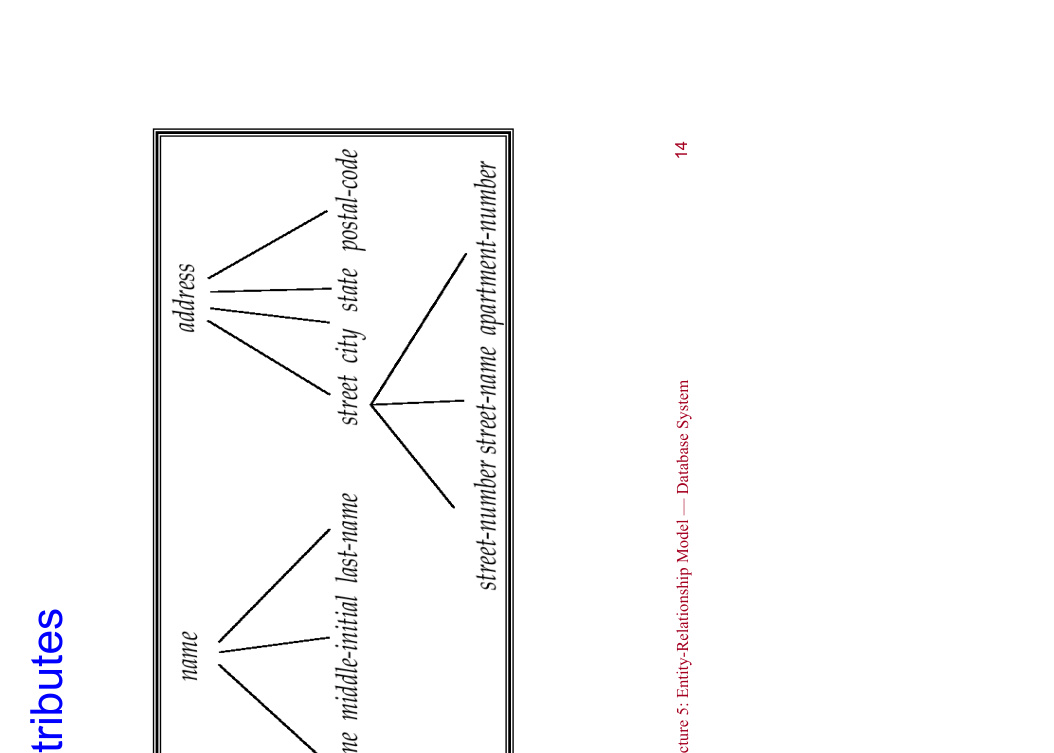 tributes
name address
me middle-initial last-name street city state postal-code
street-number street-name apartment-number
cture 5: Entity-Relationship Model — Database System 14